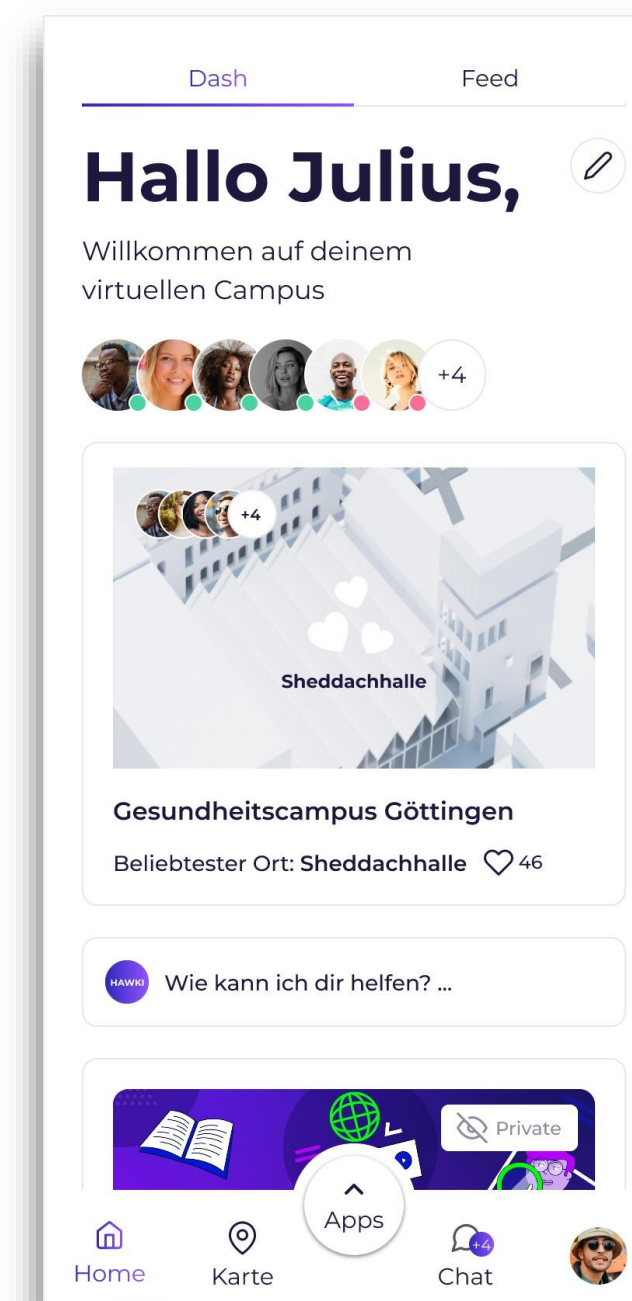 Dash Feed
Hallo Julius,
Willkommen auf deinem
virtuellen Campus
+4
+4
Sheddachhalle
Gesundheitscampus Göttingen
Beliebtester Ort: Sheddachhalle 46
HAWKI Wie kann ich dir helfen? ...
Private
Apps
+4
Home Karte Chat